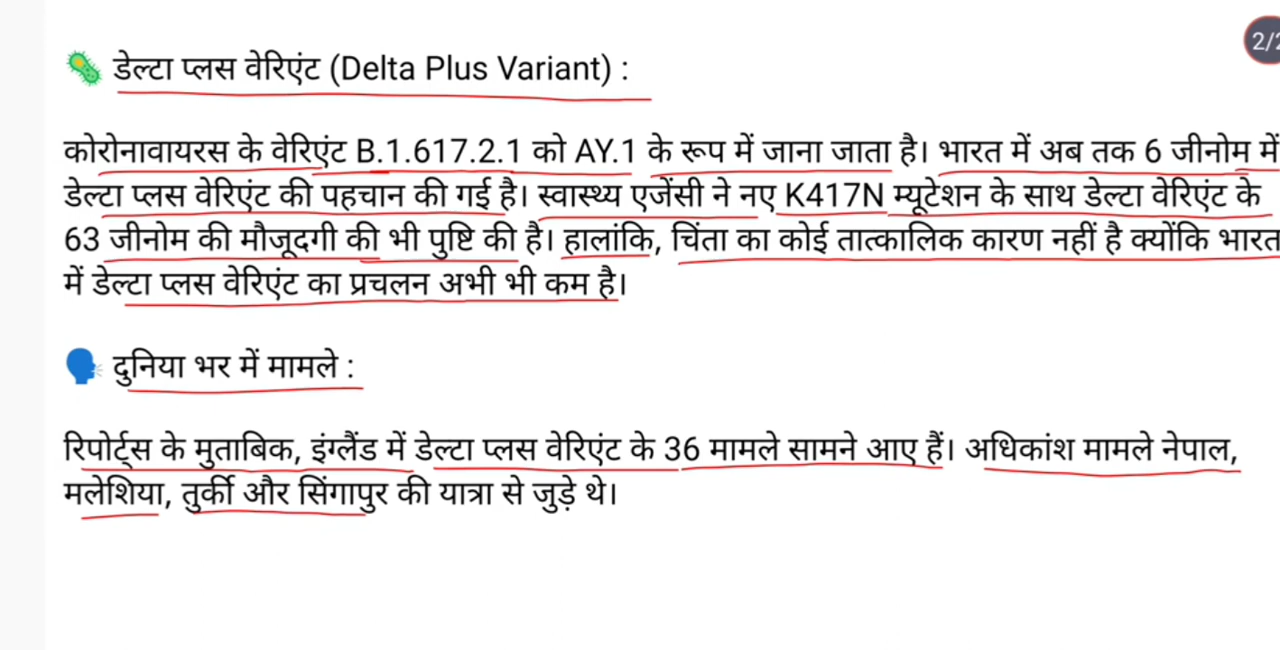 2/2
डेल्टा प्लस वेरिएंट (Delta Plus Variant) :
कोरोनावायरस के वेरिएंट B.1.617.2.1 को AY.1 के रूप में जाना जाता है। भारत में अब तक 6 जीनोम में
डेल्टा प्लस वेरिएंट की पहचान की गई है। स्वास्थ्य एजेंसी ने नए K417N म्यूटेशन के साथ डेल्टा वेरिएंट के
63 जीनोम की मौजूदगी की भी पुष्टि की है। हालांकि, चिंता का कोई तात्कालिक कारण नहीं है क्योंकि भारत
में डेल्टा प्लस वेरिएंट का प्रचलन अभी भी कम है।
दुनिया भर में मामले :
रिपोर्ट्स के मुताबिक, इंग्लैंड में डेल्टा प्लस वेरिएंट के 36 मामले सामने आए हैं। अधिकांश मामले नेपाल,
मलेशिया, तुर्की और सिंगापुर की यात्रा से जुड़े थे।